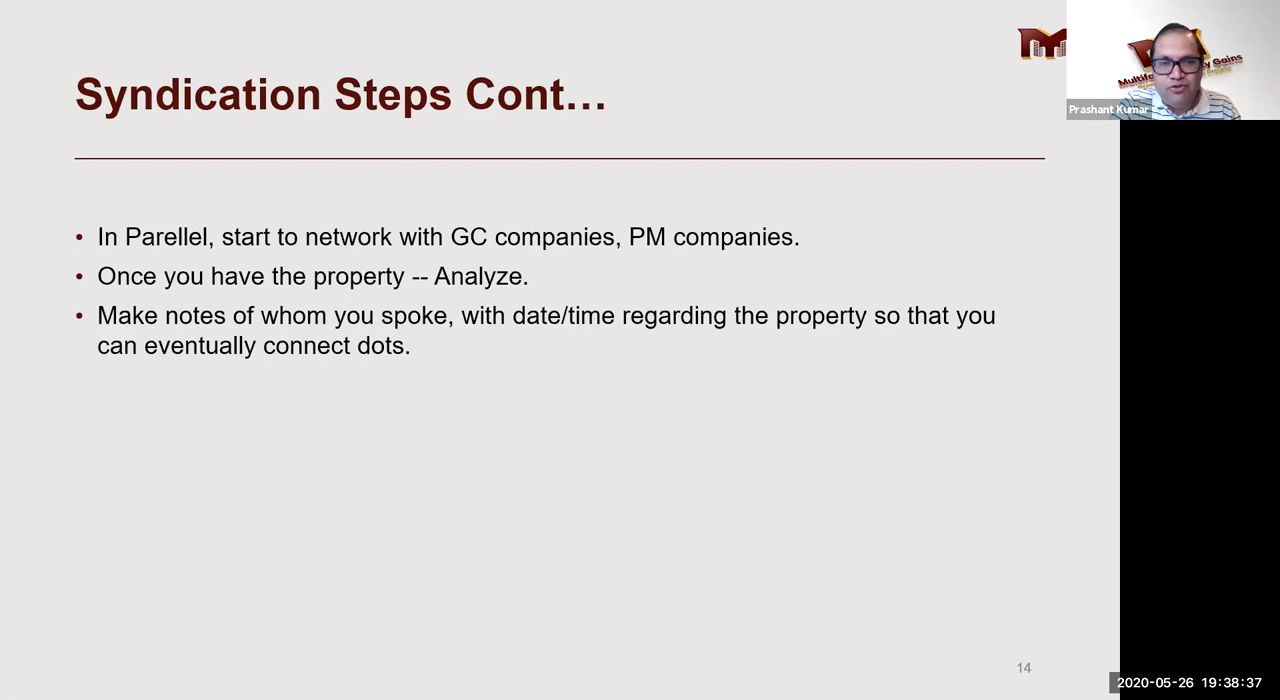 Syndication Steps Cont…
• In Parellel, start to network with GC companies, PM companies.
• Once you have the property -- Analyze.
• Make notes of whom you spoke, with date/time regarding the property so that you
can eventually connect dots.
14
Gains
Prashant Kumar
2020-05-26 19:38:37